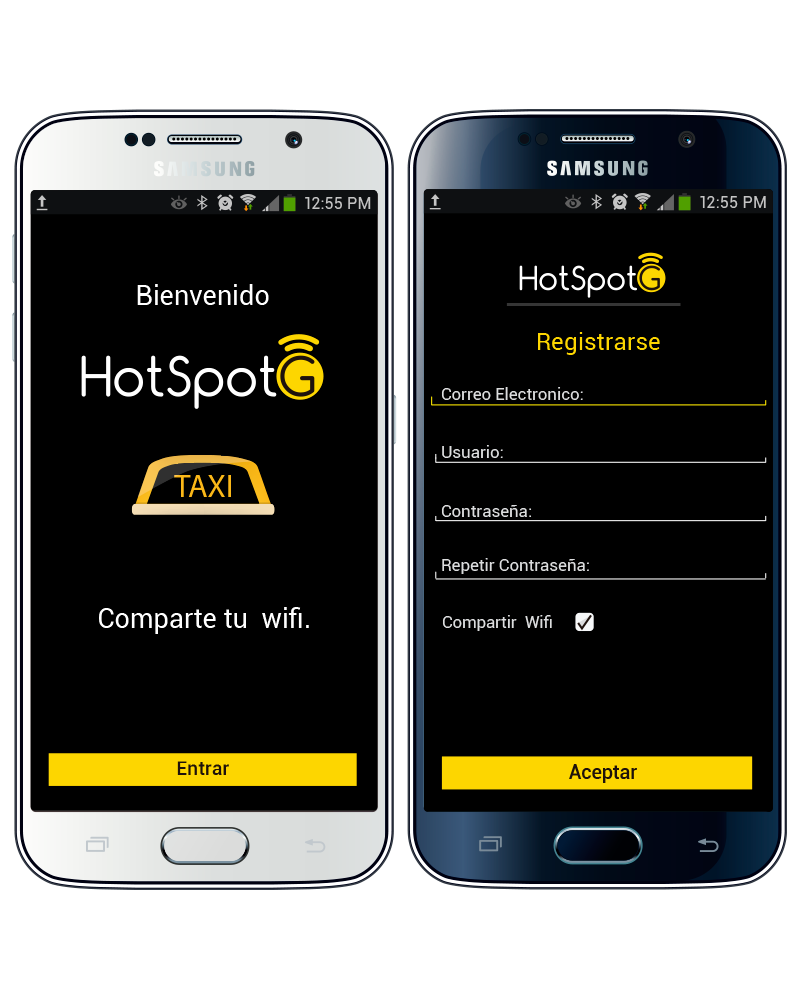 SAMSUNG
12:55 PM
Bienvenido
HotSpotG
TAXI
Comparte tu wifi.
Entrar
SAMSUNG
12:55 PM
HotSpotG
Registrarse
Correo Electronico:
Usuario:
Contraseña:
Repetir Contraseña:
Compartir Wifi
Aceptar